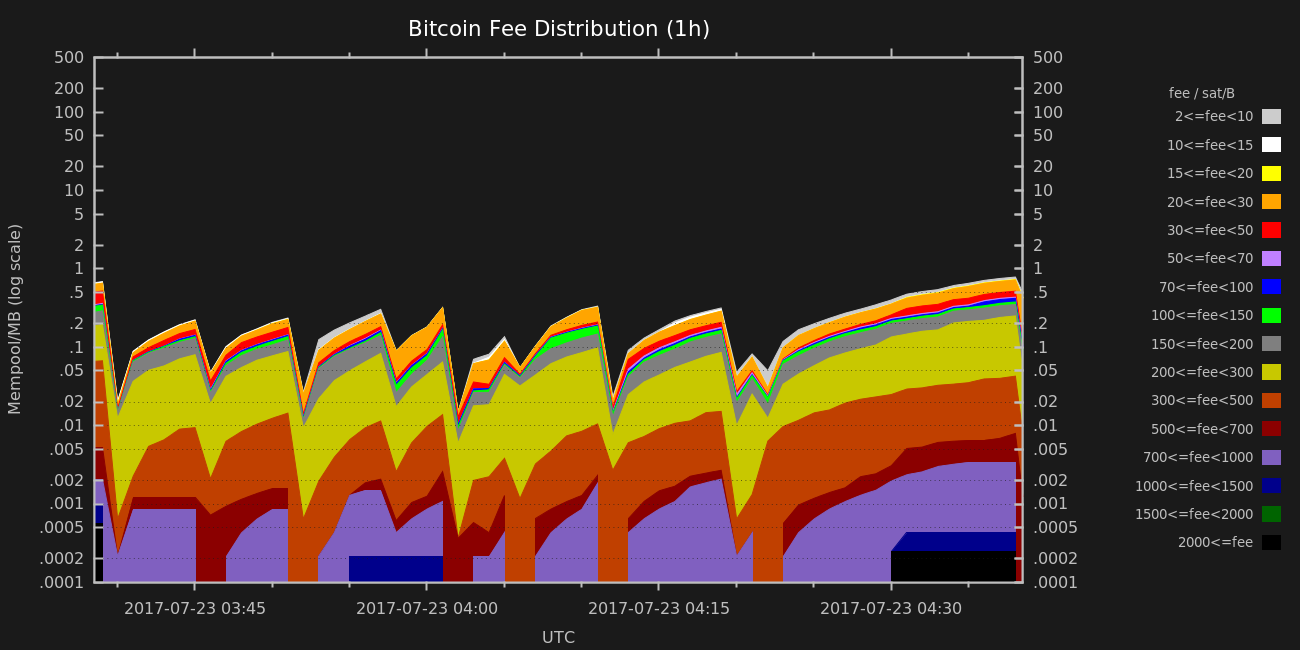 Bitcoin Fee Distribution (1h)
500 500
200 200
100 100
50 50
20 20
10 10
5 5
2 2
1 1
.5 .5
.2 .2
.1 .1
.05 .05
.02 .02
.01 .01
.005 .005
.002 .002
.001 .001
.0005 .0005
.0002 .0002
.0001 .0001
Mempool/MB (log scale)
2017-07-23 03:45 2017-07-23 04:00 2017-07-23 04:15 2017-07-23 04:30
UTC
fee / sat/B
2<=fee<10
10<=fee<15
15<=fee<20
20<=fee<30
30<=fee<50
50<=fee<70
70<=fee<100
100<=fee<150
150<=fee<200
200<=fee<300
300<=fee<500
500<=fee<700
700<=fee<1000
1000<=fee<1500
1500<=fee<2000
2000<=fee